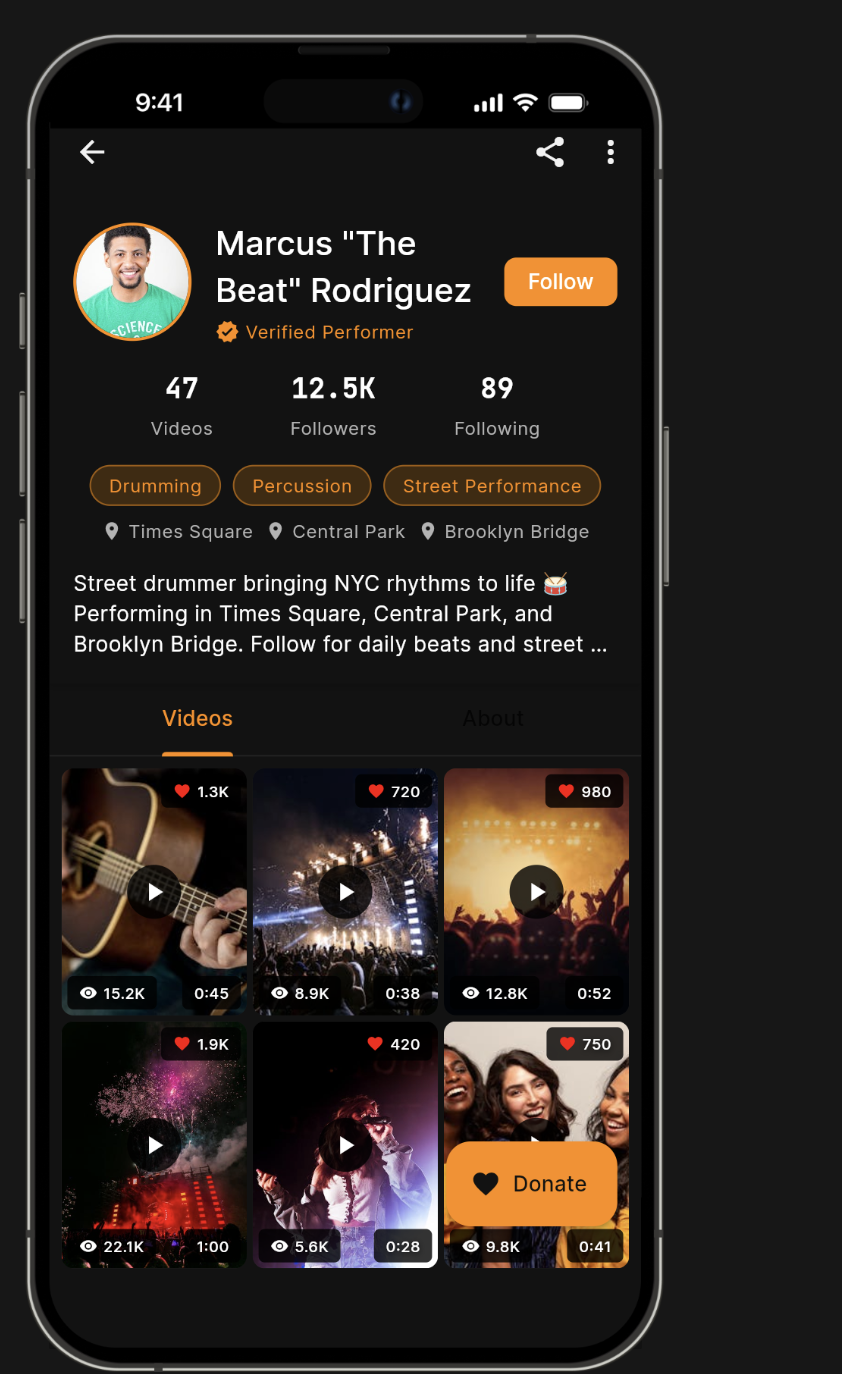 9:41
Marcus "The
Beat" Rodriguez
Follow
Verified Performer
47 12.5K 89
Videos Followers Following
Drumming Percussion Street Performance
Times Square Central Park Brooklyn Bridge
Street drummer bringing NYC rhythms to life 🥁
Performing in Times Square, Central Park, and
Brooklyn Bridge. Follow for daily beats and street ...
Videos About
1.3K 720 980
15.2K 0:45 8.9K 0:38 12.8K 0:52
1.9K 420 750
Donate
22.1K 1:00 5.6K 0:28 9.8K 0:41